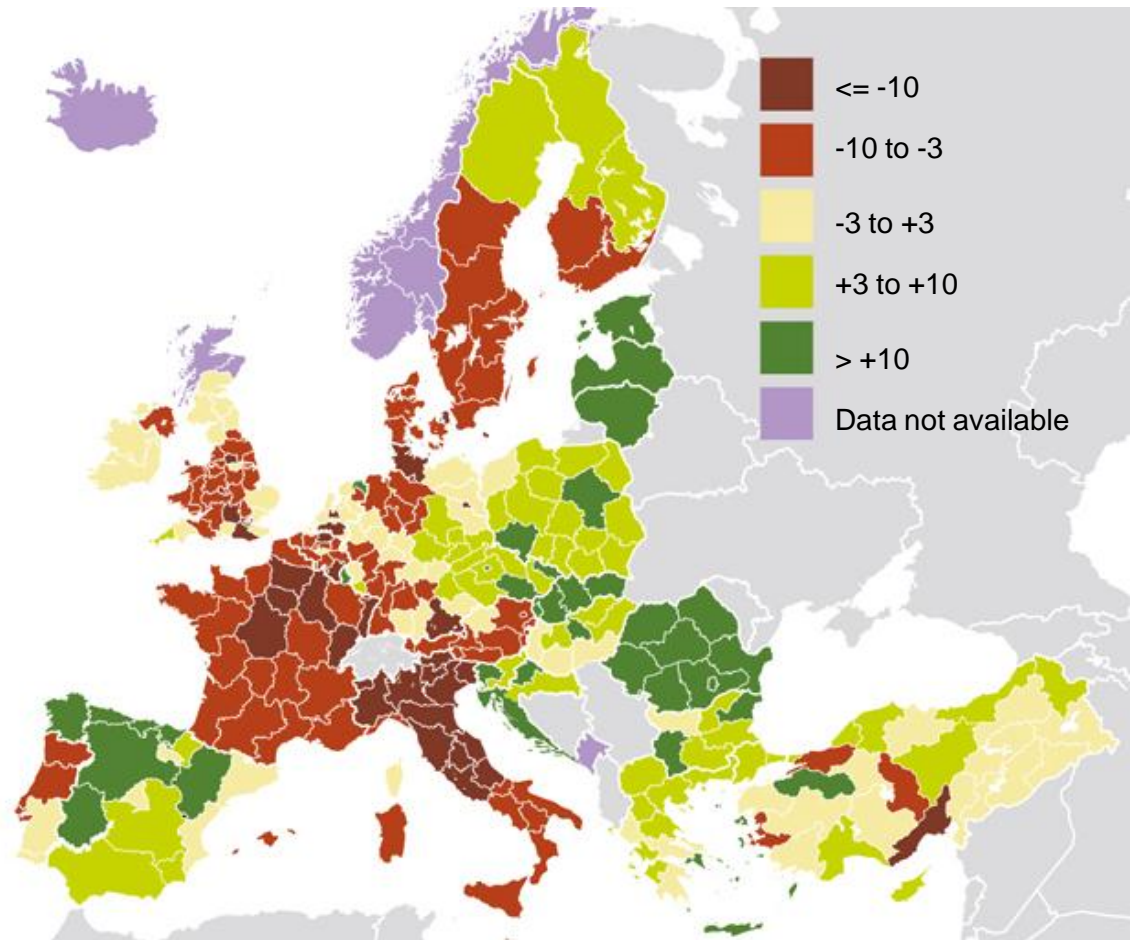 <= -10
-10 to -3
-3 to +3
+3 to +10
> +10
Data not available